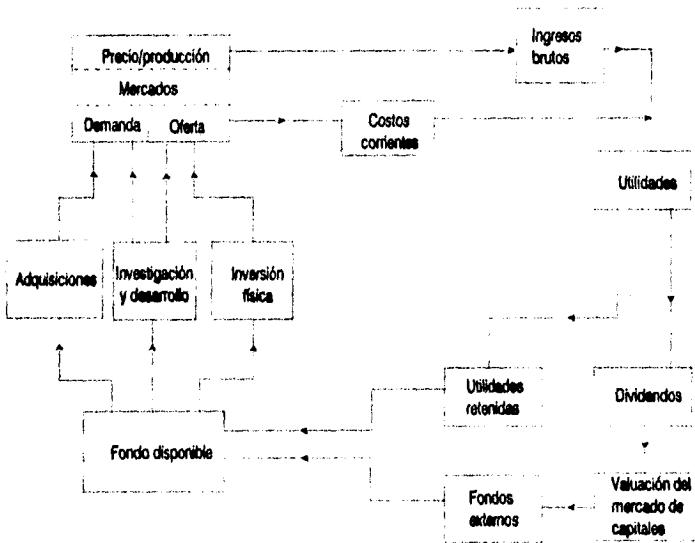 Precio/producción
Mercados
Demanda
Oferta
Ingresos
brutos
Costos
corrientes
Utilidades
Adquisiciones
Investigación
y desarrollo
Inversión
física
Utilidades
retenidas
Dividandos
Fondo disponible
Fondos
externos
Valuación del
mercado de
capitales